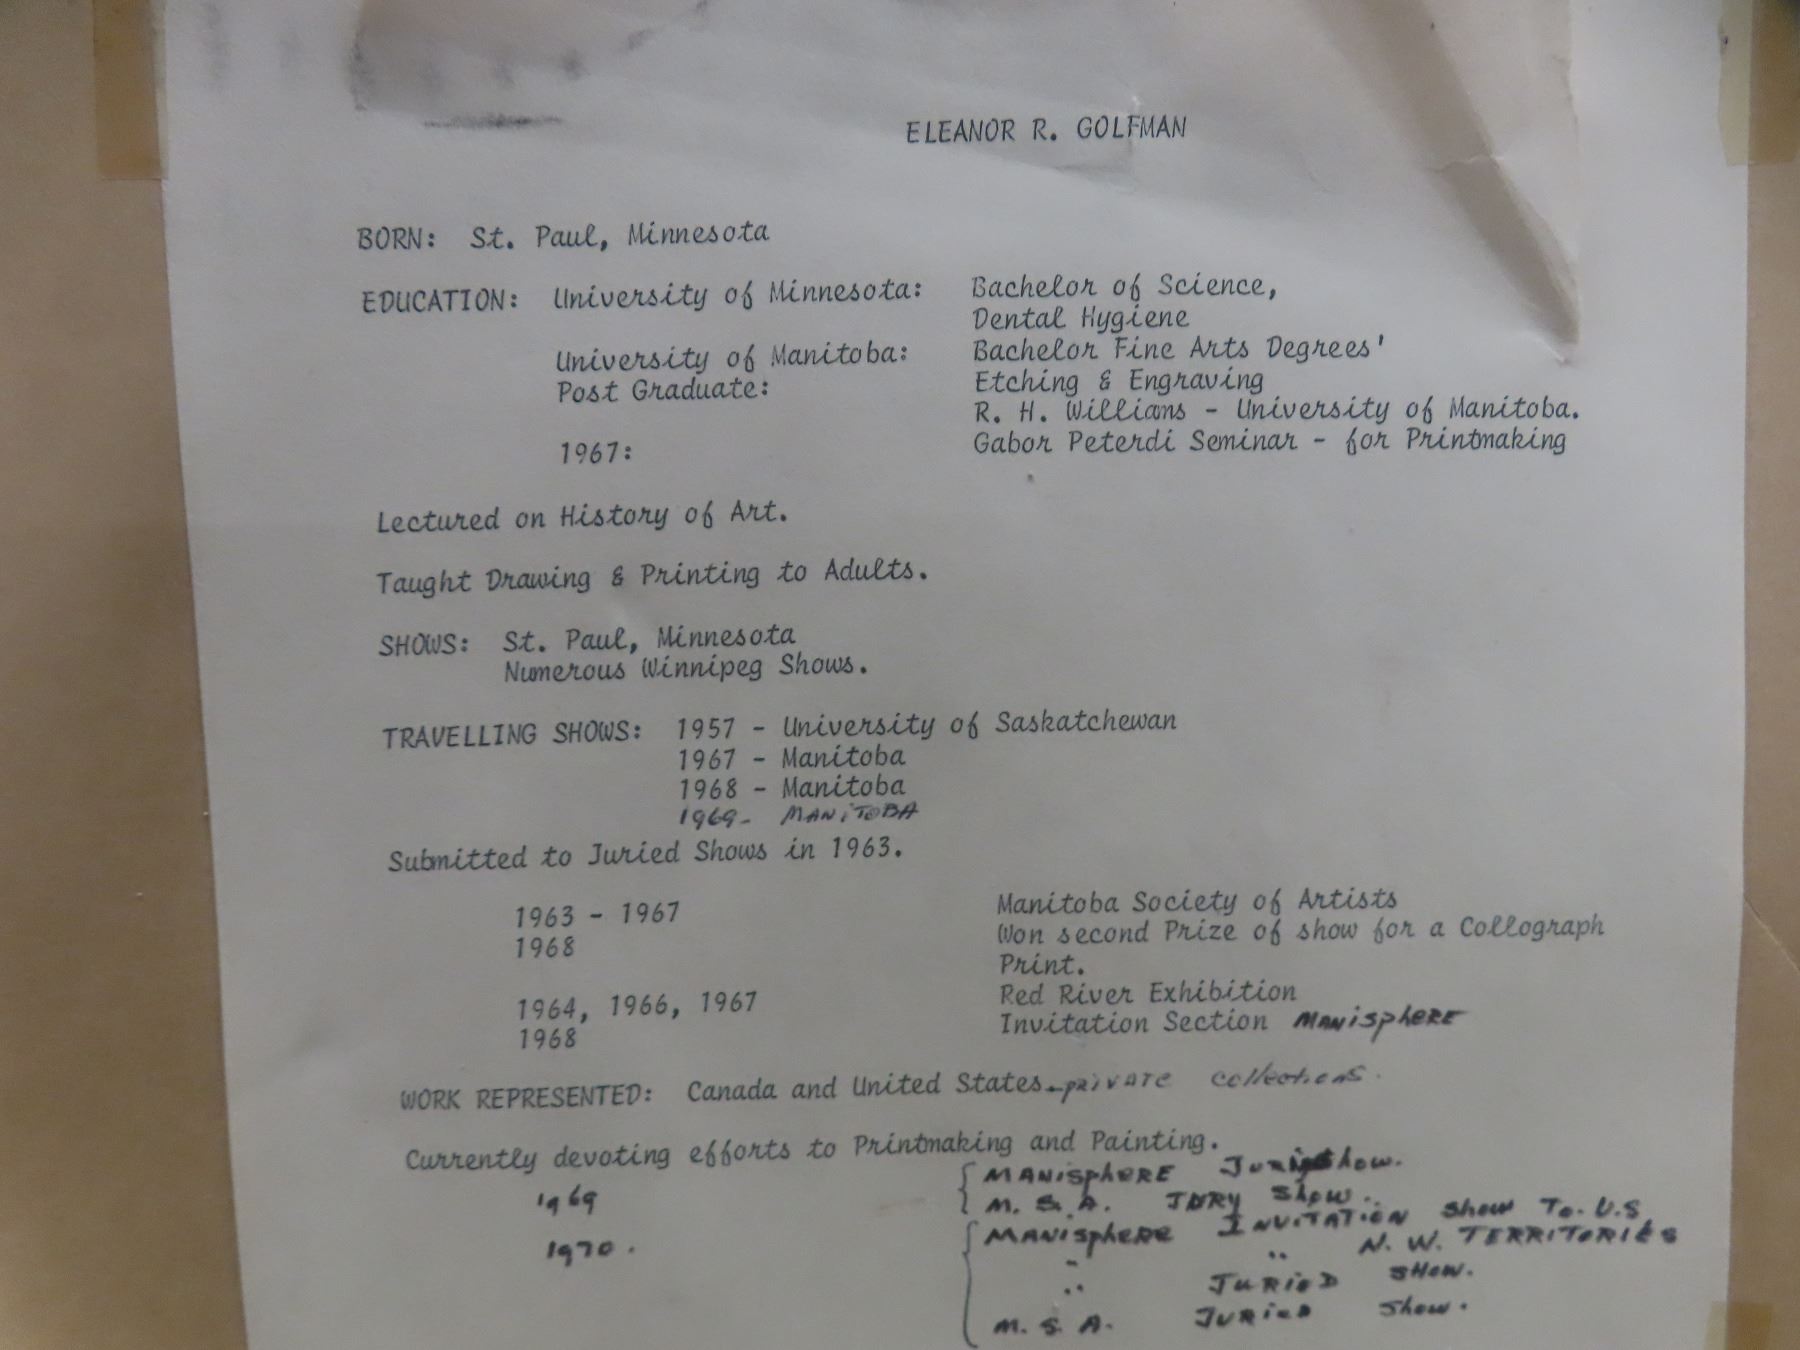 ELEANOR R. GOLFMAN
BORN: St. Paul, Minnesota
EDUCATION: University of Minnesota: Bachelor of Science,
Dental Hygiene
University of Manitoba: Bachelor Fine Arts Degrees'
Post Graduate: Etching & Engraving
R. H. Willians - University of Manitoba.
1967: Gabor Peterdi Seminar - for Printmaking
Lectured on History of Art.
Taught Drawing & Printing to Adults.
SHOWS: St. Paul, Minnesota
Numerous Winnipeg Shows.
TRAVELLING SHOWS: 1957 - University of Saskatchewan
1967 - Manitoba
1968 - Manitoba
1969- MANiTOBA
Submitted to Juried Shows in 1963.
1963 - 1967 Manitoba Society of Artists
1968 Won second Prize of show for a Collograph
Print.
1964, 1966, 1967 Red River Exhibition
1968 Invitation Section MANisphERE
WORK REPRESENTED: Canada and United States-privATE collections.
Currently devoting efforts to Printmaking and Painting.
MANisphERE Show.
1969 M. S. A. JURY Show..
MANisphERE INVITATION Show To U.S
1970. " " N. W. TERRITORIES
" JURIED SHOW.
M. S. A. JURIED Show.